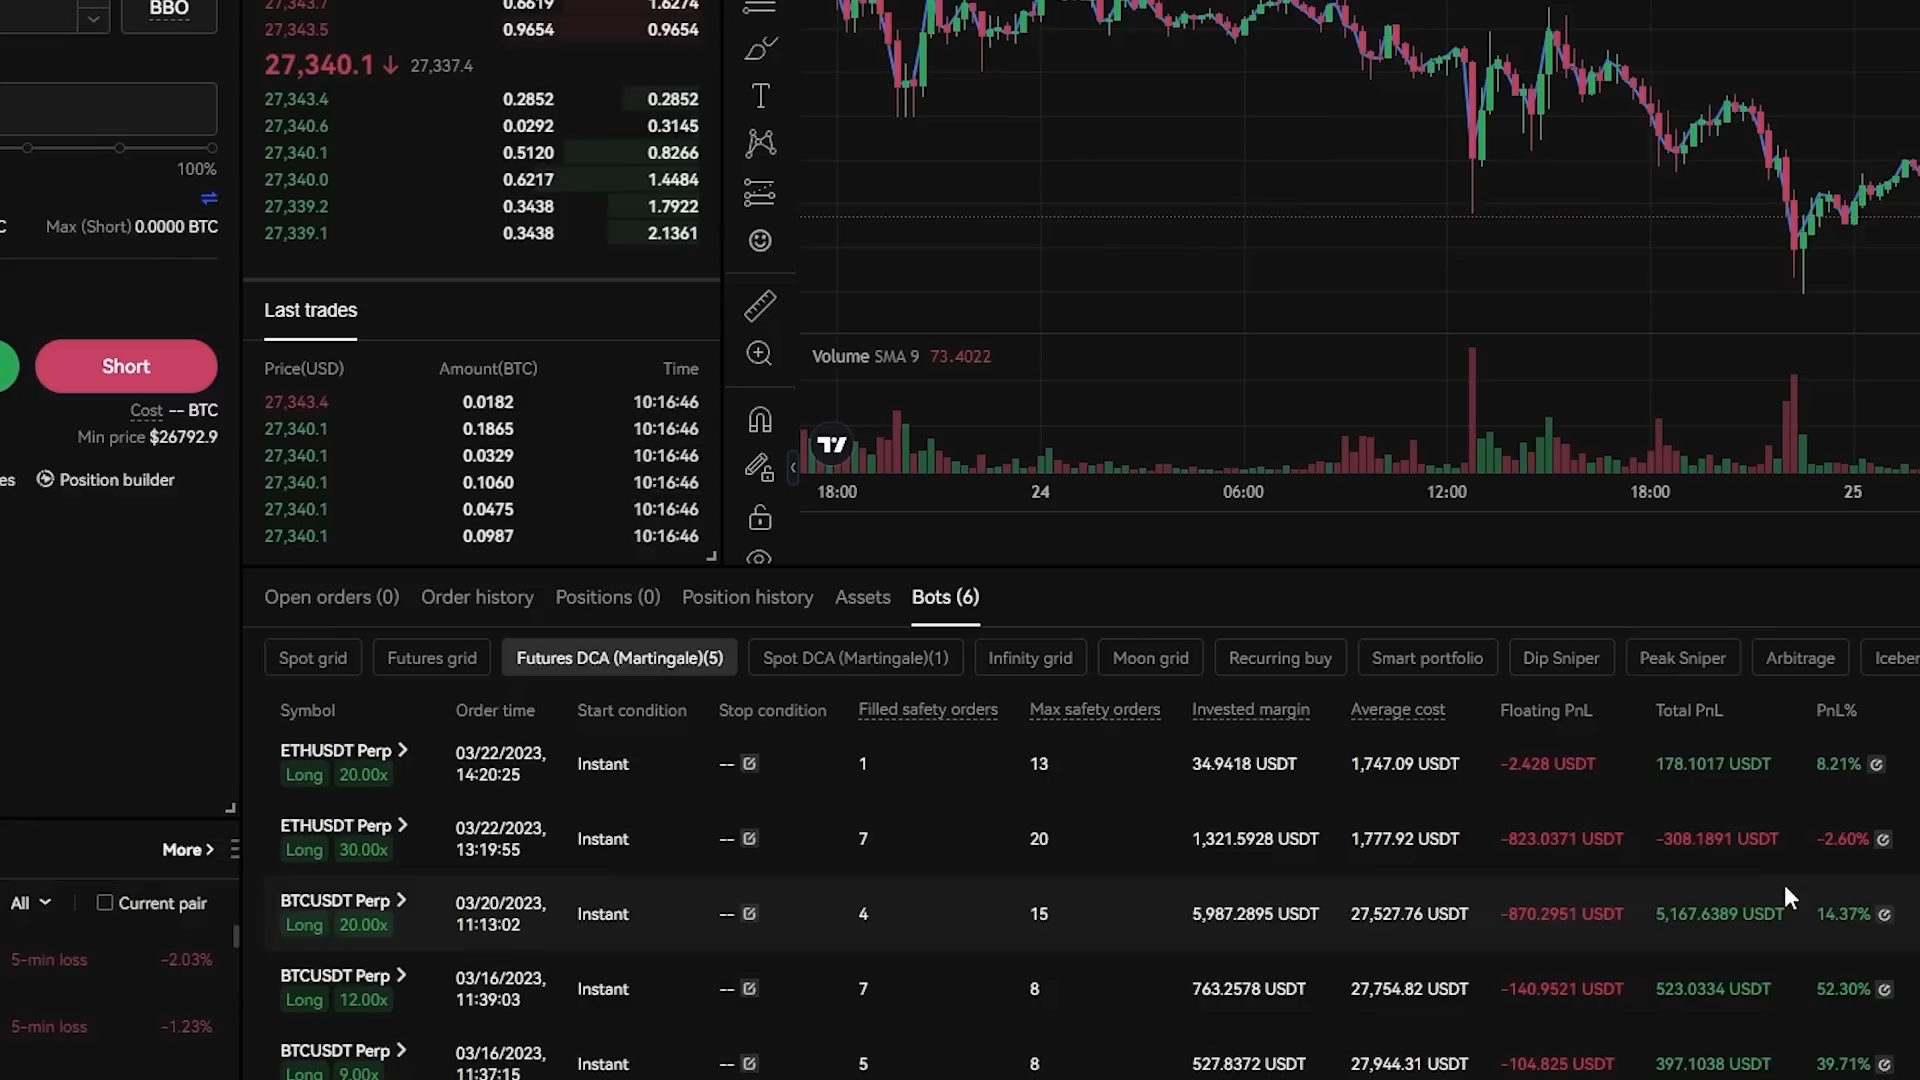 BBO
100%
Max (Short) 0.0000 BTC
Short
Cost -- BTC
Min price $26792.9
Position builder
More >
All
Current pair
5-min loss -2.03%
5-min loss -1.23%
27,343.5 0.9654 0.9654
27,340.1 ↓ 27,337.4
27,343.4 0.2852 0.2852
27,340.6 0.0292 0.3145
27,340.1 0.5120 0.8266
27,340.0 0.6217 1.4484
27,339.2 0.3438 1.7922
27,339.1 0.3438 2.1361
Last trades
Price(USD) Amount(BTC) Time
27,343.4 0.0182 10:16:46
27,340.1 0.1865 10:16:46
27,340.1 0.0329 10:16:46
27,340.1 0.1060 10:16:46
27,340.1 0.0475 10:16:46
27,340.1 0.0987 10:16:46
Volume SMA 9 73.4022
18:00 24 06:00 12:00 18:00 25
Open orders (0) Order history Positions (0) Position history Assets Bots (6)
Spot grid Futures grid Futures DCA (Martingale)(5) Spot DCA (Martingale)(1) Infinity grid Moon grid Recurring buy Smart portfolio Dip Sniper Peak Sniper Arbitrage Iceber
Symbol Order time Start condition Stop condition Filled safety orders Max safety orders Invested margin Average cost Floating PnL Total PnL PnL%
ETHUSDT Perp > 03/22/2023,
Long 20.00x 14:20:25 Instant -- 1 13 34.9418 USDT 1,747.09 USDT -2.428 USDT 178.1017 USDT 8.21%
ETHUSDT Perp > 03/22/2023,
Long 30.00x 13:19:55 Instant -- 7 20 1,321.5928 USDT 1,777.92 USDT -823.0371 USDT -308.1891 USDT -2.60%
BTCUSDT Perp > 03/20/2023,
Long 20.00x 11:13:02 Instant -- 4 15 5,987.2895 USDT 27,527.76 USDT -870.2951 USDT 5,167.6389 USDT 14.37%
BTCUSDT Perp > 03/16/2023,
Long 12.00x 11:39:03 Instant -- 7 8 763.2578 USDT 27,754.82 USDT -140.9521 USDT 523.0334 USDT 52.30%
BTCUSDT Perp > 03/16/2023,
Long 9.00x 11:37:15 Instant -- 5 8 527.8372 USDT 27,944.31 USDT -104.825 USDT 397.1038 USDT 39.71%